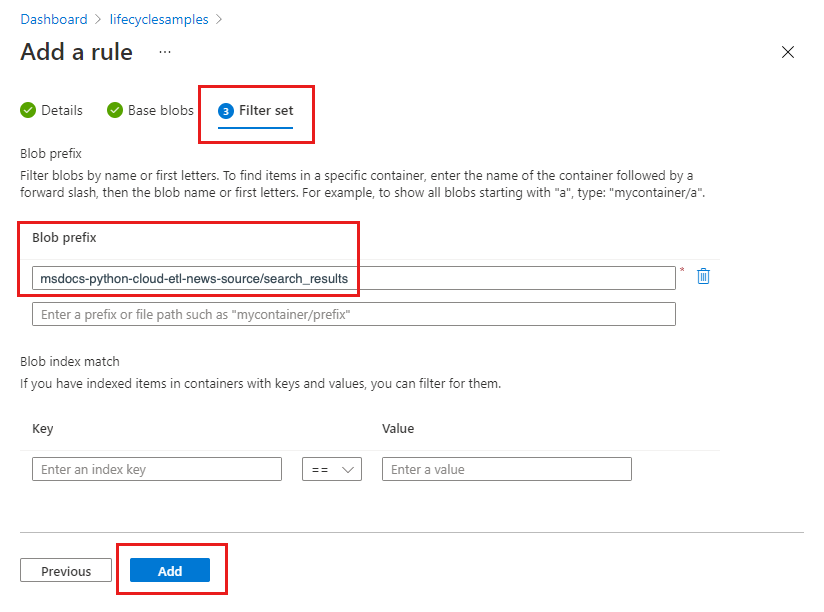 Dashboard > lifecyclesamples >
Add a rule ...
Details Base blobs 3 Filter set
Blob prefix
Filter blobs by name or first letters. To find items in a specific container, enter the name of the container followed by a
forward slash, then the blob name or first letters. For example, to show all blobs starting with "a", type: "mycontainer/a".
Blob prefix
msdocs-python-cloud-etl-news-source/search_results *
Enter a prefix or file path such as "mycontainer/prefix"
Blob index match
If you have indexed items in containers with keys and values, you can filter for them.
Key Value
Enter an index key == Enter a value
Previous Add